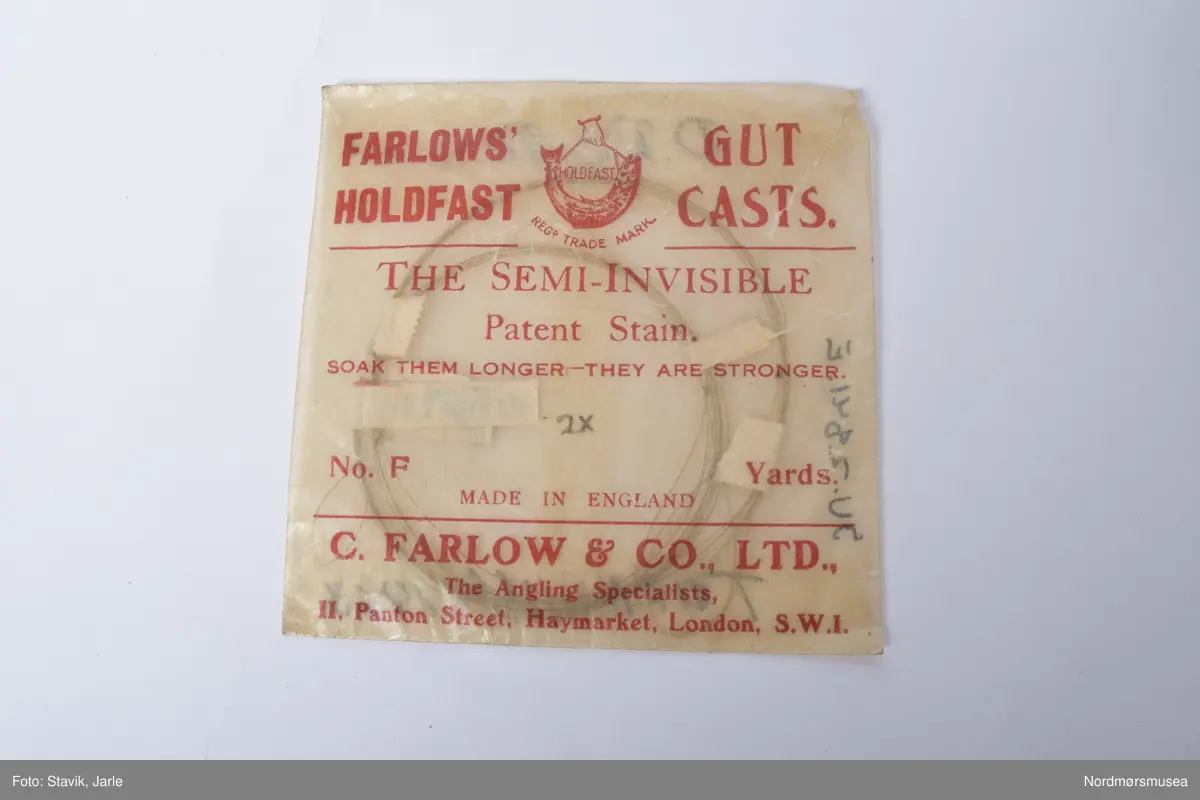 FARLOWS' GUT
HOLDFAST CASTS.
HOLDFAST
REGD TRADE MARK.
THE SEMI-INVISIBLE
Patent Stain.
SOAK THEM LONGER—THEY ARE STRONGER.
2X
No. F Yards.
MADE IN ENGLAND
C. FARLOW & CO., LTD.,
The Angling Specialists,
11, Panton Street, Haymarket, London, S.W.1.
Foto: Stavik, Jarle Nordmørsmusea